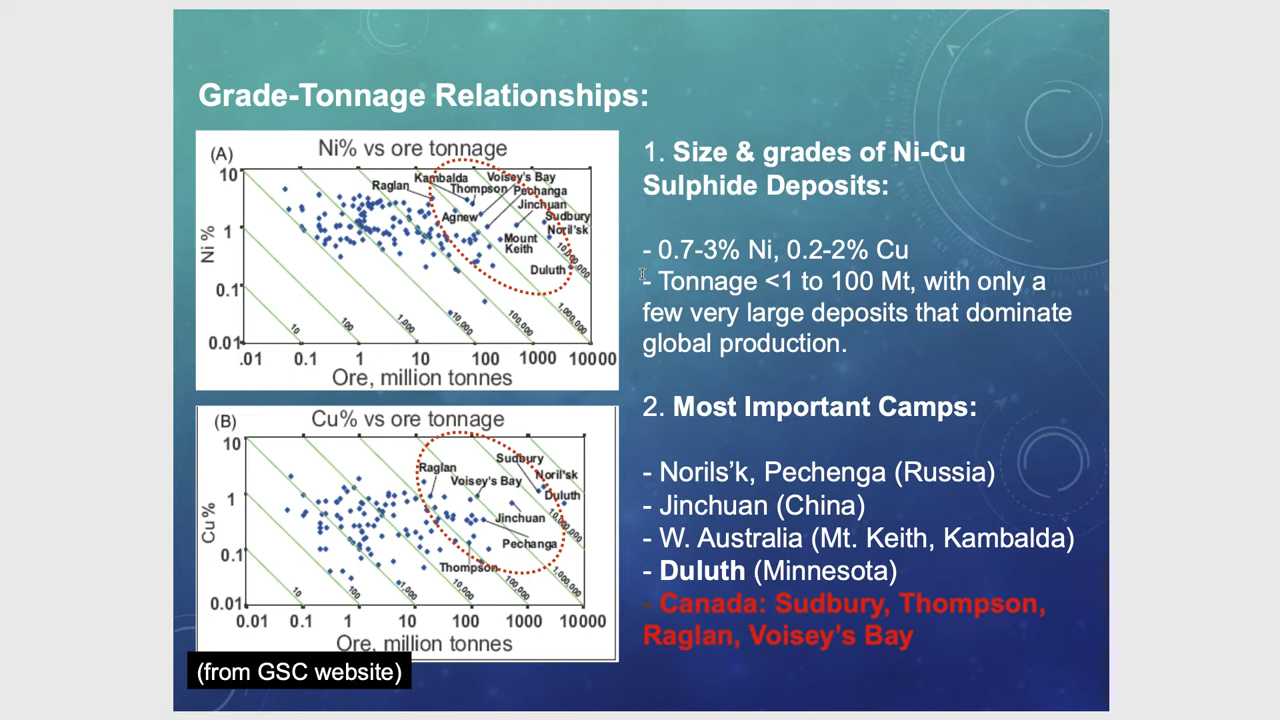 Grade-Tonnage Relationships:
(A)
Ni% vs ore tonnage
10
1
0.1
0.01
Ni %
Kambalda
Voisey's Bay
Raglan
Thompson
Pechanga
Jinchuan
Agnew
Sudbury
Noril'sk
Mount
Keith
Duluth
10
100
1,000
10,000
100,000
1,000,000
10,000,000
.01
0.1
1
10
100
1000
10000
Ore, million tonnes
(B)
Cu% vs ore tonnage
10
1
0.1
0.01
Cu %
Sudbury
Raglan
Noril'sk
Voisey's Bay
Duluth
Jinchuan
Pechanga
Thompson
10
100
1,000
10,000
100,000
1,000,000
10,000,000
0.01
0.1
1
10
100
1000
10000
Ore, million tonnes
(from GSC website)
1. Size & grades of Ni-Cu
Sulphide Deposits:
- 0.7-3% Ni, 0.2-2% Cu
- Tonnage <1 to 100 Mt, with only a
few very large deposits that dominate
global production.
2. Most Important Camps:
- Norils’k, Pechenga (Russia)
- Jinchuan (China)
- W. Australia (Mt. Keith, Kambalda)
- Duluth (Minnesota)
- Canada: Sudbury, Thompson,
Raglan, Voisey’s Bay